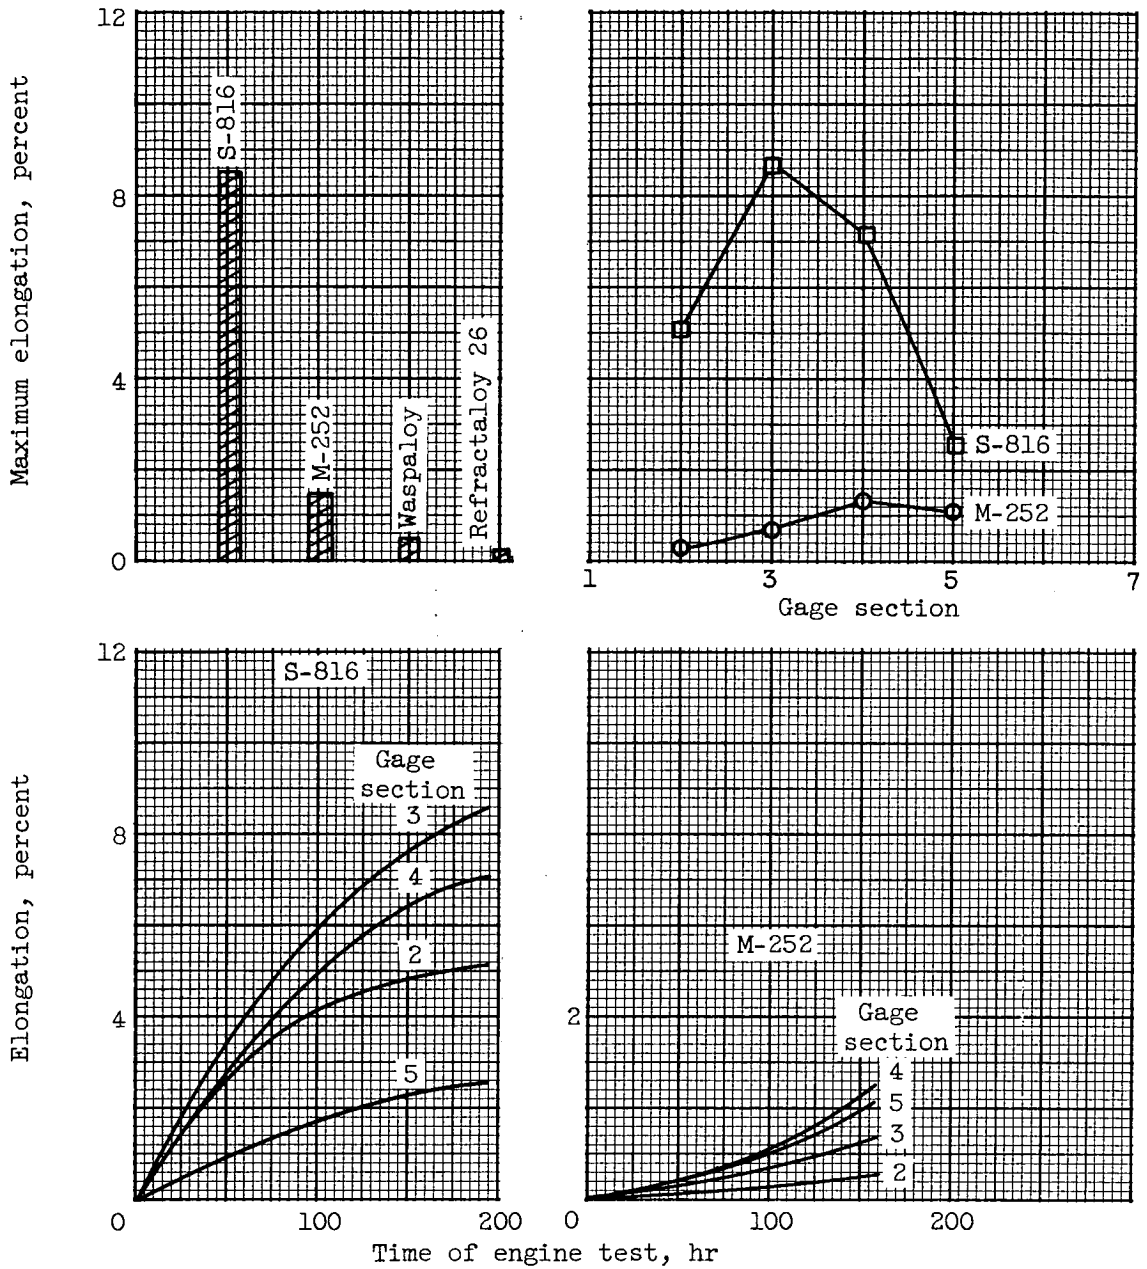 Maximum elongation, percent
12
8
4
0
S-816
M-252
Waspaloy
Refractaloy 26
S-816
M-252
1 3 5 7
Gage section
Elongation, percent
12
8
4
0 100 200
S-816
Gage
section
3
4
2
5
2
0 100 200
M-252
Gage
section
4
5
3
2
Time of engine test, hr